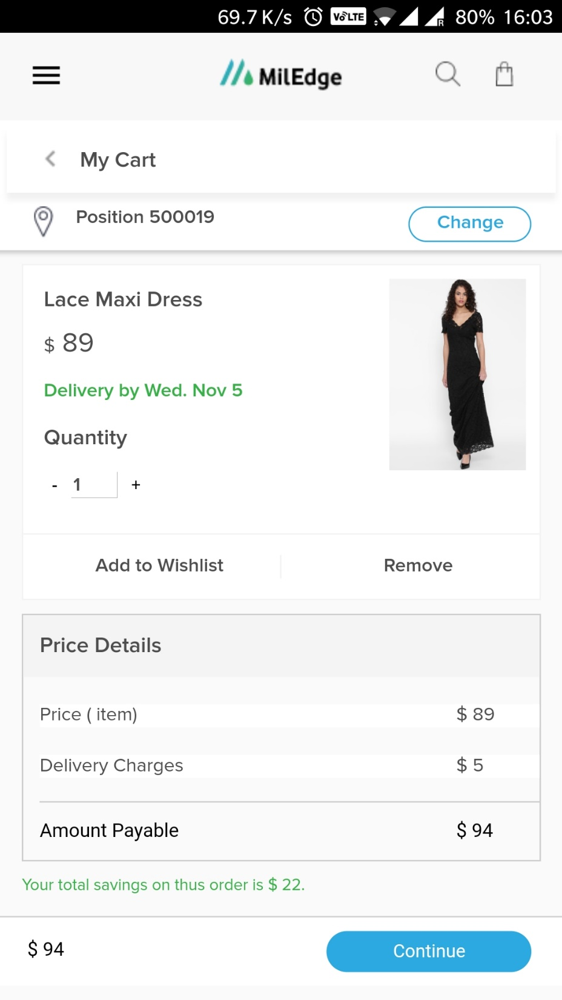 69.7 K/s VoLTE R 80% 16:03
MilEdge
My Cart
Position 500019
Change
Lace Maxi Dress
$ 89
Delivery by Wed. Nov 5
Quantity
- 1 +
Add to Wishlist
Remove
Price Details
Price ( item) $ 89
Delivery Charges $ 5
Amount Payable $ 94
Your total savings on thus order is $ 22.
$ 94
Continue